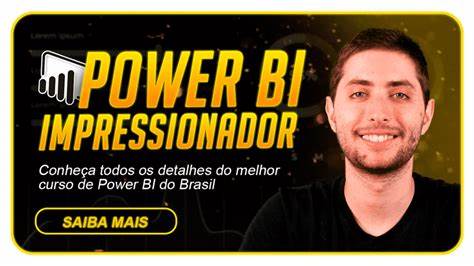 POWER BI
IMPRESSIONADOR
Conheça todos os detalhes do melhor
curso de Power BI do Brasil
SAIBA MAIS